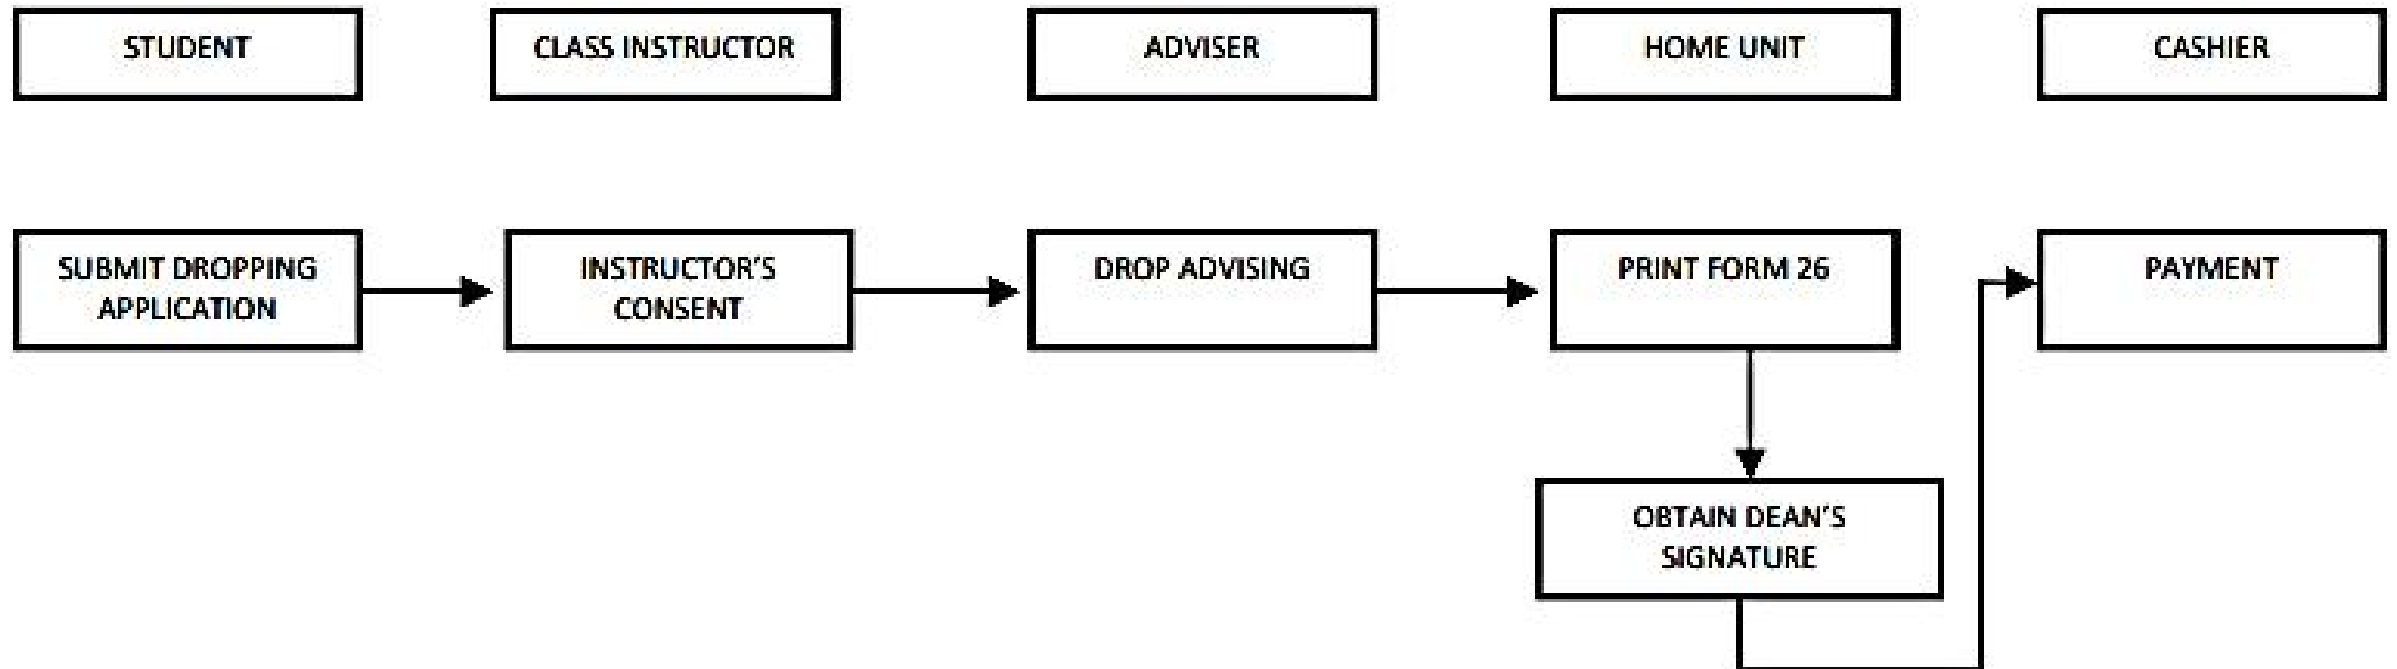 STUDENT
CLASS INSTRUCTOR
ADVISER
HOME UNIT
CASHIER
SUBMIT DROPPING
APPLICATION
INSTRUCTOR'S
CONSENT
DROP ADVISING
PRINT FORM 26
PAYMENT
OBTAIN DEAN'S
SIGNATURE